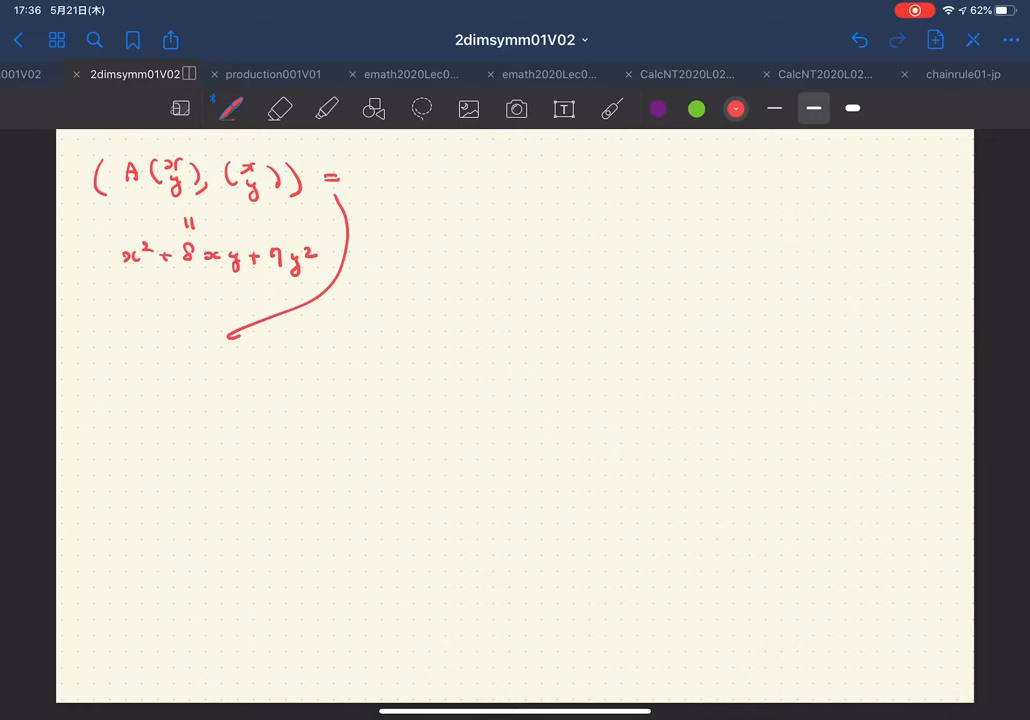 17:36 5月21日(木) 62%
2dimsymm01V02
001V02 × 2dimsymm01V02 × production001V01 × emath2020Lec0... × emath2020Lec0... × CalcNT2020L02... × CalcNT2020L02... × chainrule01-jp
(A(x y), (x y)) =
=
x² + 8xy + 7y²